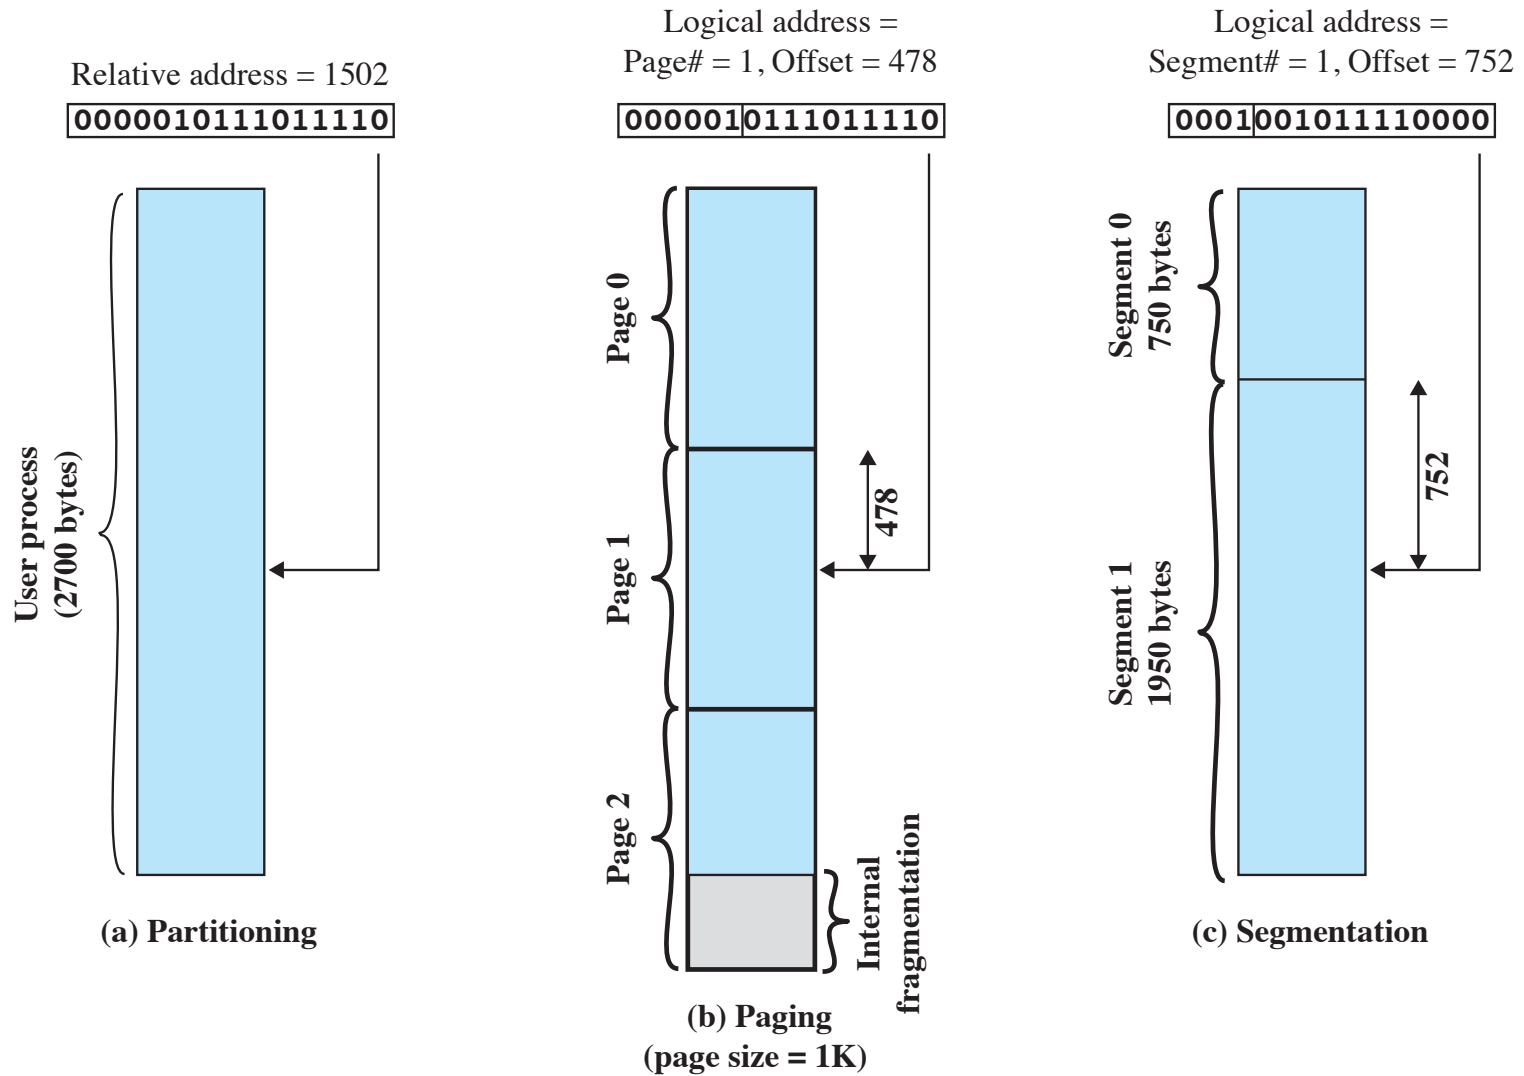 Relative address = 1502
0000010111011110
User process
(2700 bytes)
(a) Partitioning
Logical address =
Page# = 1, Offset = 478
000001 0111011110
Page 0
Page 1
Page 2
478
Internal
fragmentation
(b) Paging
(page size = 1K)
Logical address =
Segment# = 1, Offset = 752
0001 001011110000
Segment 0
750 bytes
Segment 1
1950 bytes
752
(c) Segmentation